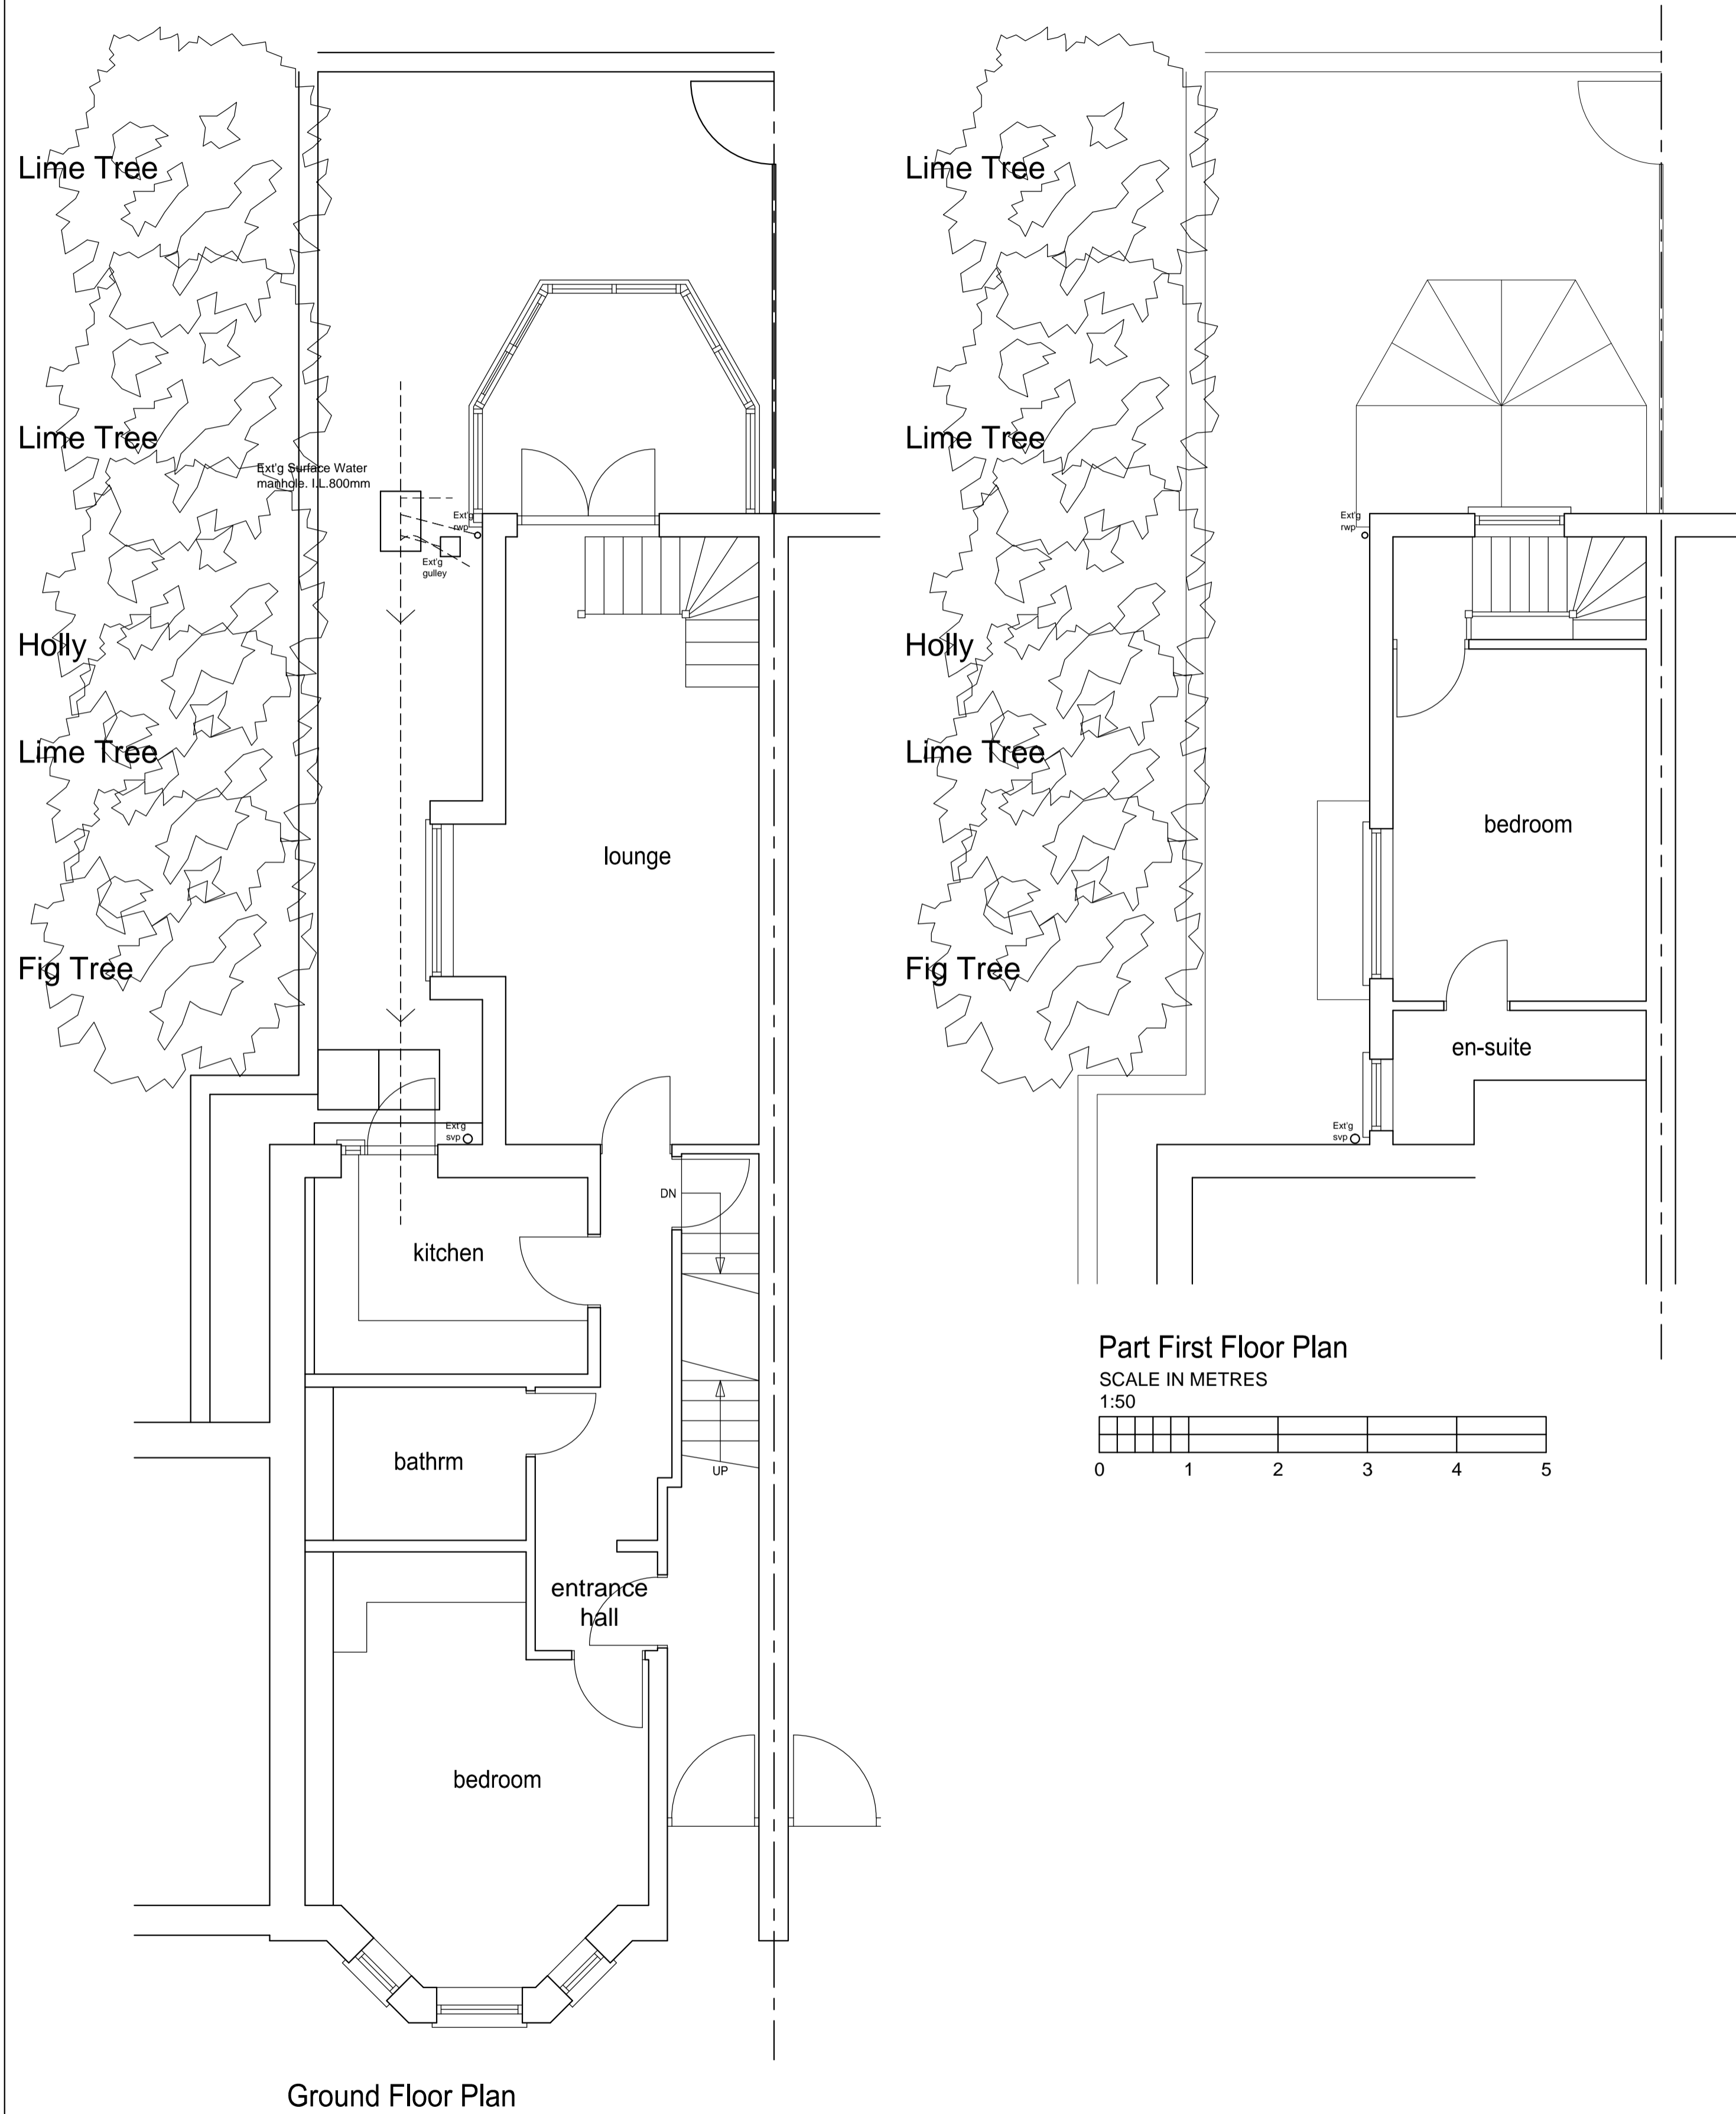 Lime Tree
Lime Tree
Ext'g Surface Water
manhole. I.L.800mm
Ext'g
rwp
Ext'g
gulley
Holly
Lime Tree
lounge
Fig Tree
Ext'g
svp
DN
kitchen
bathrm
UP
entrance
hall
bedroom
Ground Floor Plan
Lime Tree
Lime Tree
Ext'g
rwp
Holly
Lime Tree
bedroom
Fig Tree
en-suite
Ext'g
svp
Part First Floor Plan
SCALE IN METRES
1:50
0 1 2 3 4 5